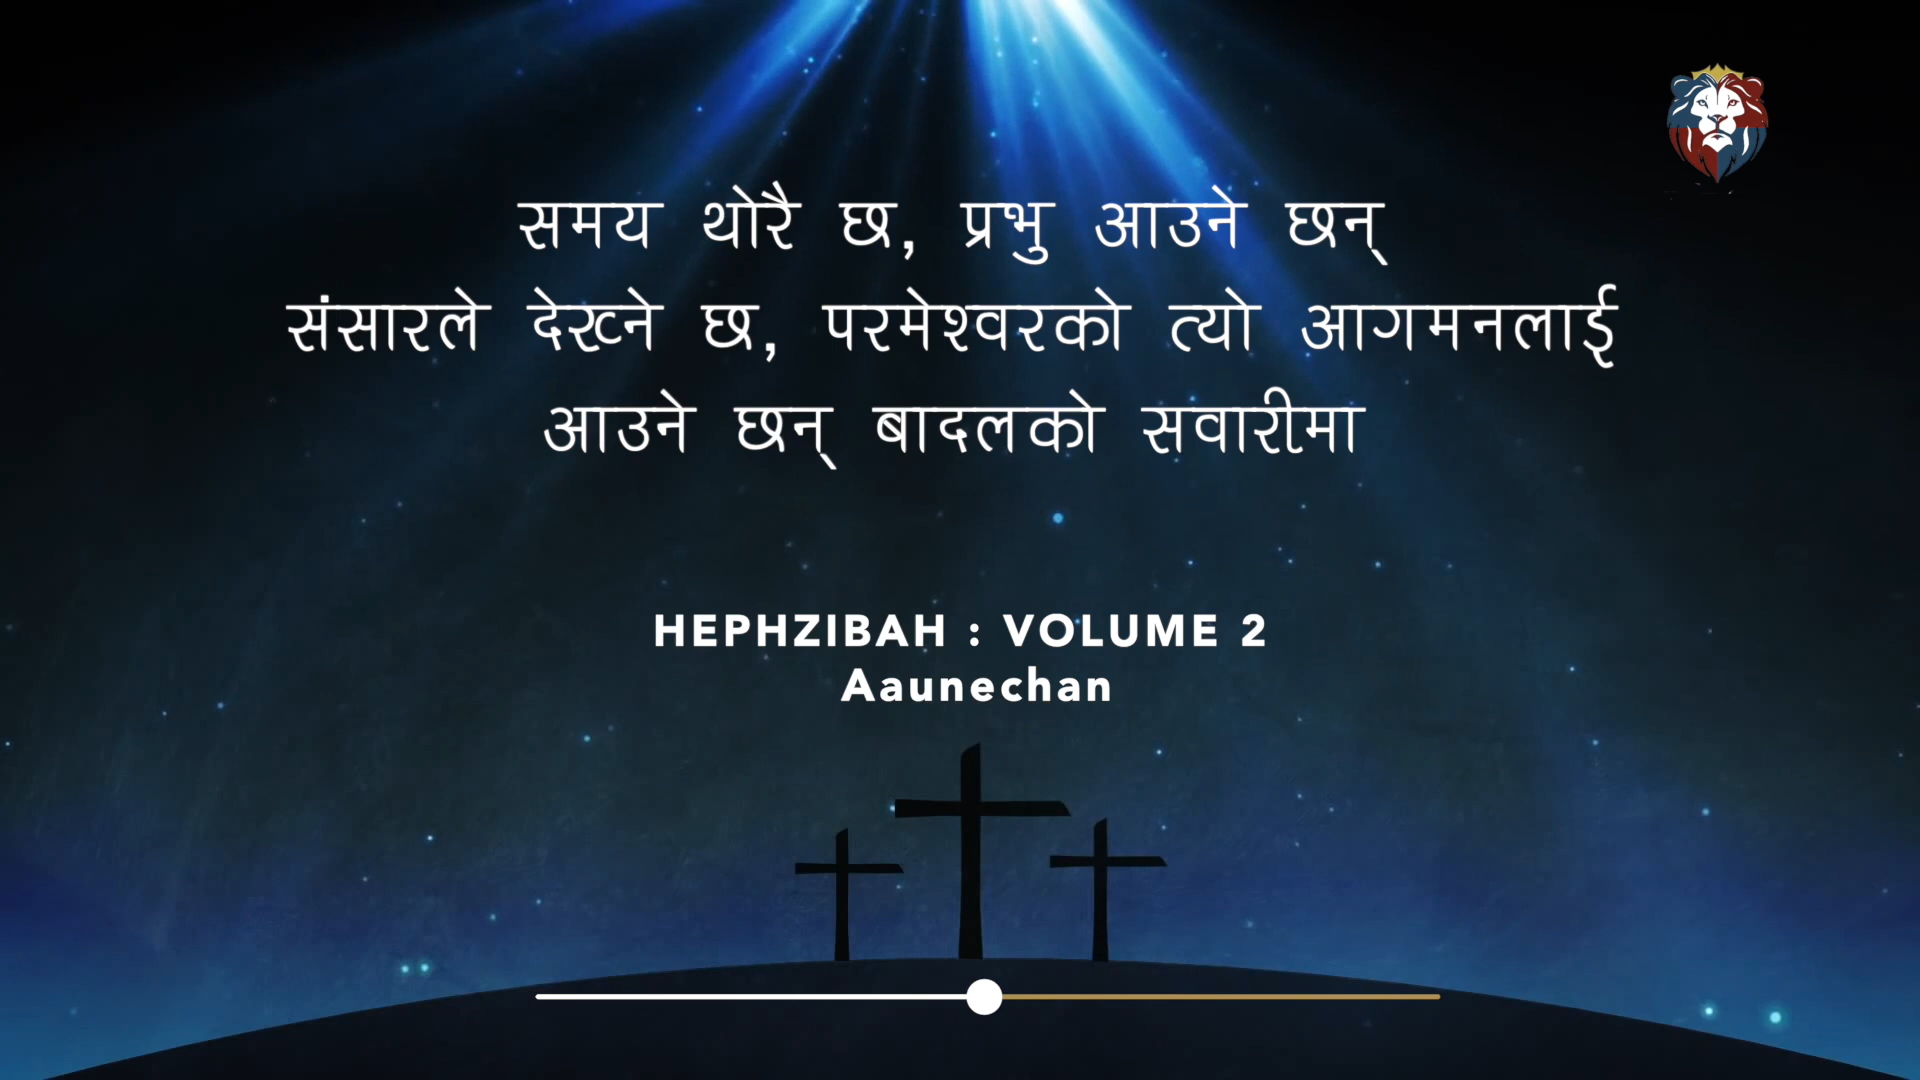 समय थोरै छ, प्रभु आउने छन्
संसारले देख्ने छ, परमेश्वरको त्यो आगमनलाई
आउने छन् बादलको सवारीमा
HEPHZIBAH : VOLUME 2
Aaunechan